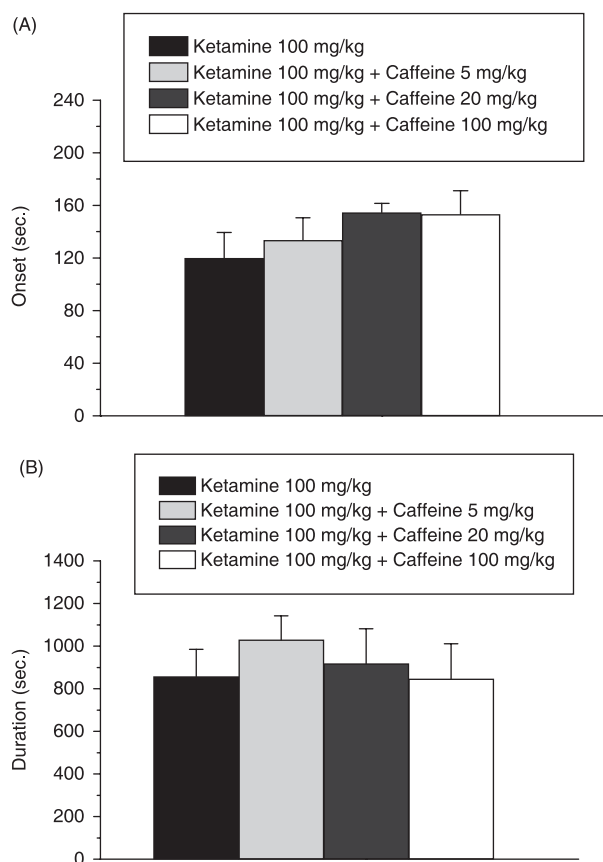 (A)
Ketamine 100 mg/kg
Ketamine 100 mg/kg + Caffeine 5 mg/kg
Ketamine 100 mg/kg + Caffeine 20 mg/kg
Ketamine 100 mg/kg + Caffeine 100 mg/kg
240
200
160
120
80
40
0
Onset (sec.)
(B)
Ketamine 100 mg/kg
Ketamine 100 mg/kg + Caffeine 5 mg/kg
Ketamine 100 mg/kg + Caffeine 20 mg/kg
Ketamine 100 mg/kg + Caffeine 100 mg/kg
1400
1200
1000
800
600
400
200
0
Duration (sec.)